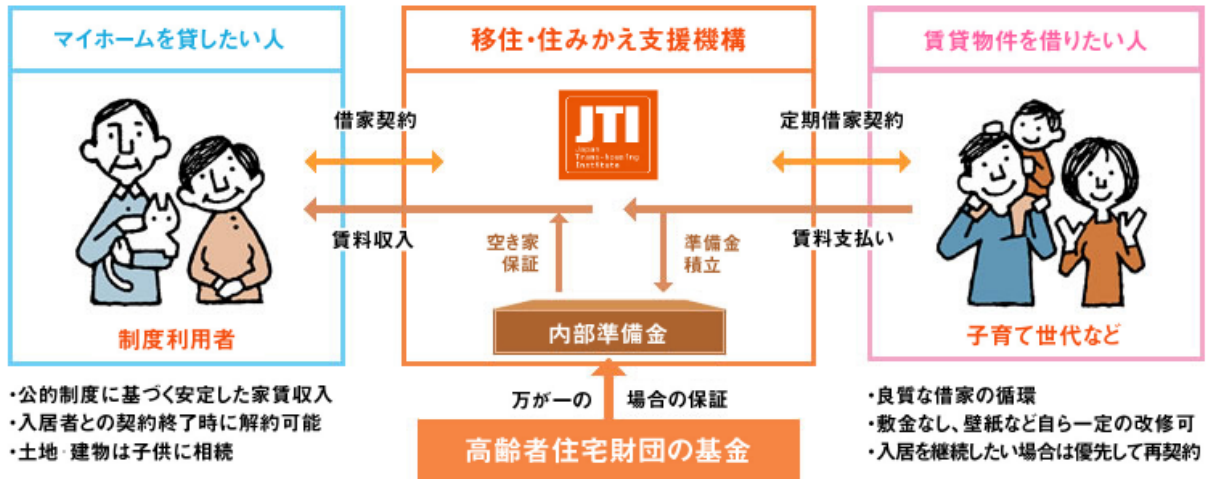 マイホームを貸したい人
移住・住みかえ支援機構
賃貸物件を借りたい人
借家契約
JTI
Japan
Trans-housing
Institute
定期借家契約
賃料収入
空き家
保証
準備金
積立
賃料支払い
内部準備金
制度利用者
子育て世代など
・公的制度に基づく安定した家賃収入
・入居者との契約終了時に解約可能
・土地・建物は子供に相続
万が一の 場合の保証
高齢者住宅財団の基金
・良質な借家の循環
・敷金なし、壁紙など自ら一定の改修可
・入居を継続したい場合は優先して再契約